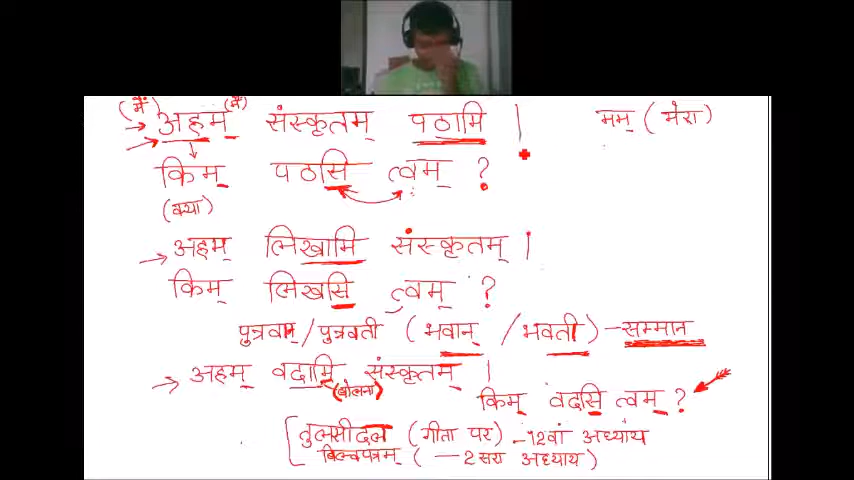 (मैं) अहम् (मैं) संस्कृतम् पठामि | मम् (मेरा)
किम् पठसि त्वम् ?
(क्या)
अहम् लिखामि संस्कृतम् |
किम् लिखसि त्वम् ?
पुत्रवान्/पुत्रवती (भवान् / भवती) - सम्मान
अहम् वदामि संस्कृतम् |
(बोलना)
किम् वदसि त्वम् ?
तुलसीदल (गीता पर) - 12वां अध्याय
बिल्वपत्रम् (— 2सरा अध्याय)